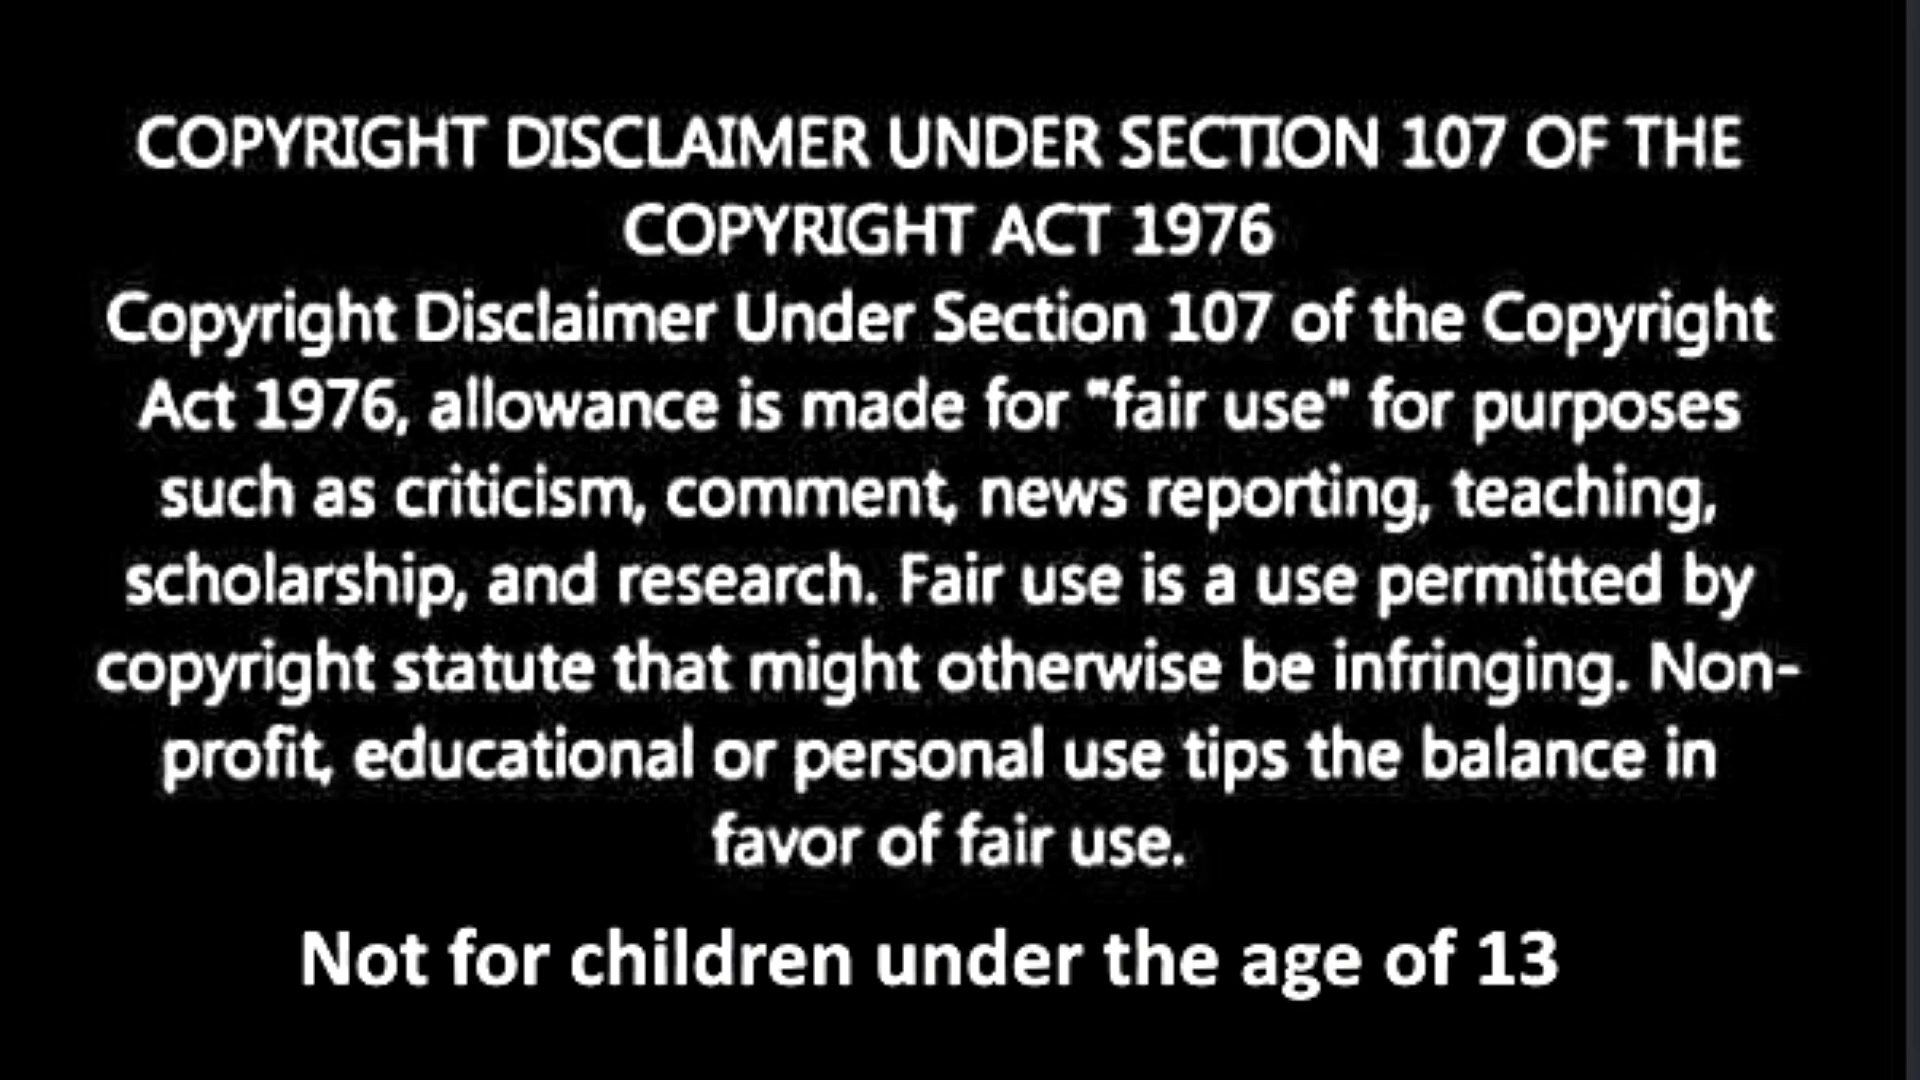 COPYRIGHT DISCLAIMER UNDER SECTION 107 OF THE
COPYRIGHT ACT 1976
Copyright Disclaimer Under Section 107 of the Copyright
Act 1976, allowance is made for "fair use" for purposes
such as criticism, comment, news reporting, teaching,
scholarship, and research. Fair use is a use permitted by
copyright statute that might otherwise be infringing. Non-
profit, educational or personal use tips the balance in
favor of fair use.
Not for children under the age of 13